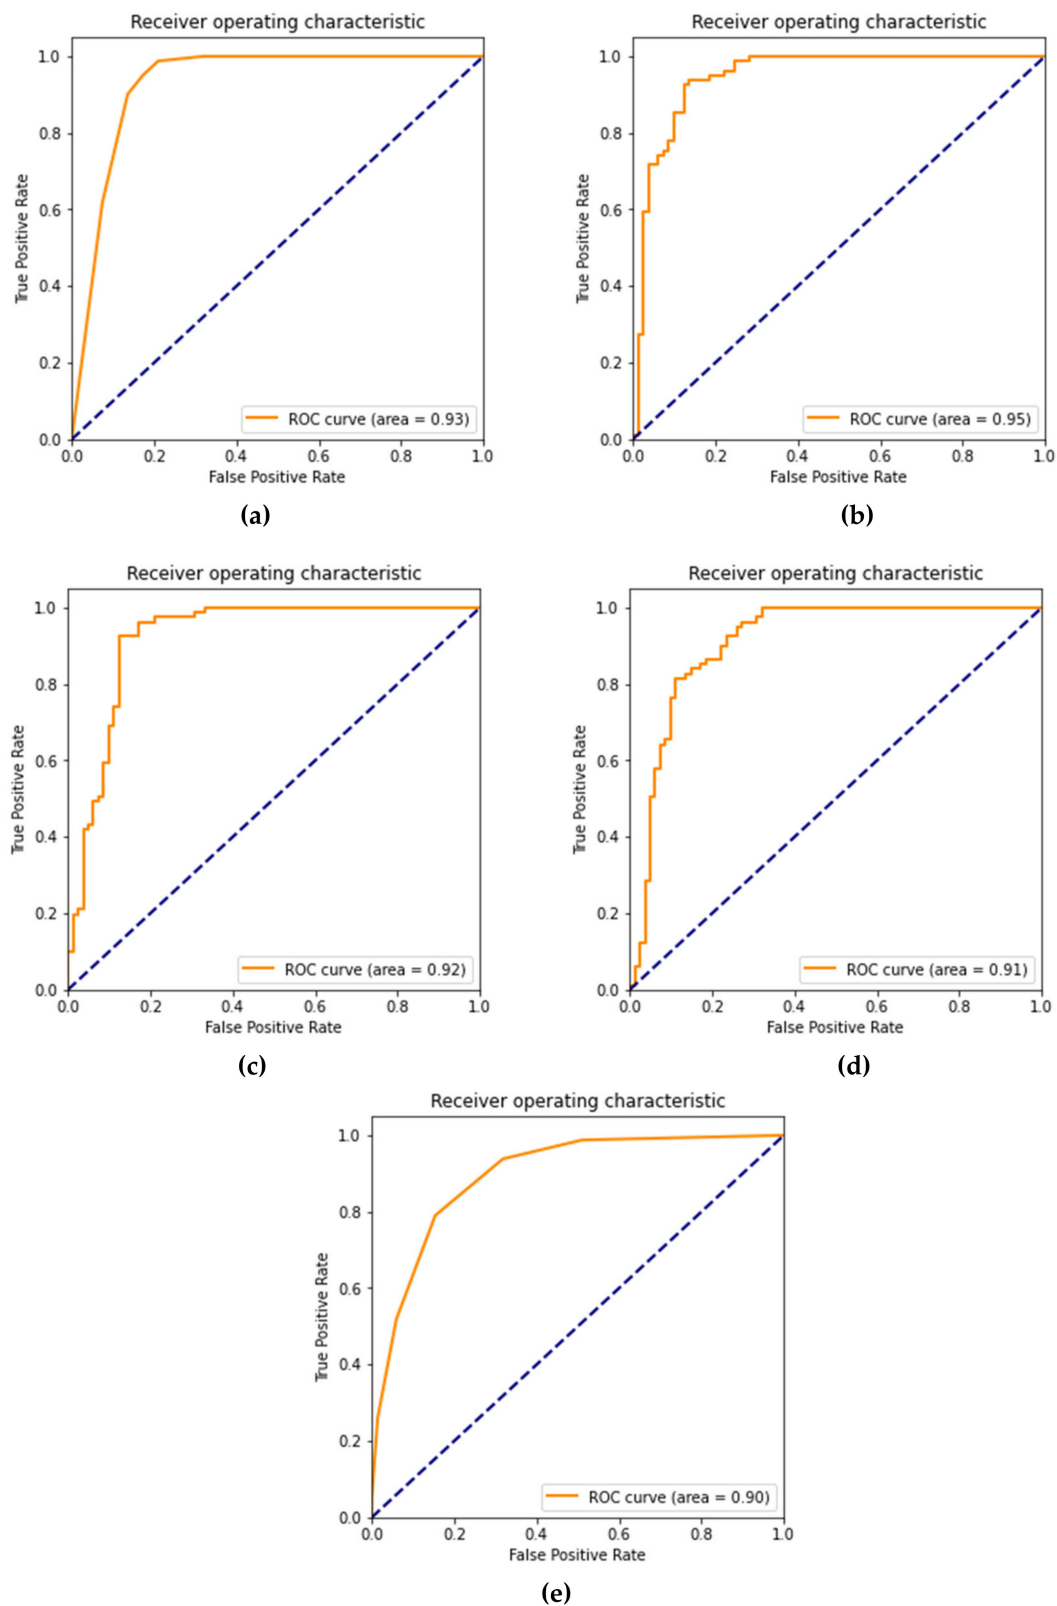 Receiver operating characteristic
1.0
0.8
0.6
0.4
0.2
0.0
True Positive Rate
ROC curve (area = 0.93)
0.0 0.2 0.4 0.6 0.8 1.0
False Positive Rate
(a)
Receiver operating characteristic
1.0
0.8
0.6
0.4
0.2
0.0
True Positive Rate
ROC curve (area = 0.95)
0.0 0.2 0.4 0.6 0.8 1.0
False Positive Rate
(b)
Receiver operating characteristic
1.0
0.8
0.6
0.4
0.2
0.0
True Positive Rate
ROC curve (area = 0.92)
0.0 0.2 0.4 0.6 0.8 1.0
False Positive Rate
(c)
Receiver operating characteristic
1.0
0.8
0.6
0.4
0.2
0.0
True Positive Rate
ROC curve (area = 0.91)
0.0 0.2 0.4 0.6 0.8 1.0
False Positive Rate
(d)
Receiver operating characteristic
1.0
0.8
0.6
0.4
0.2
0.0
True Positive Rate
ROC curve (area = 0.90)
0.0 0.2 0.4 0.6 0.8 1.0
False Positive Rate
(e)